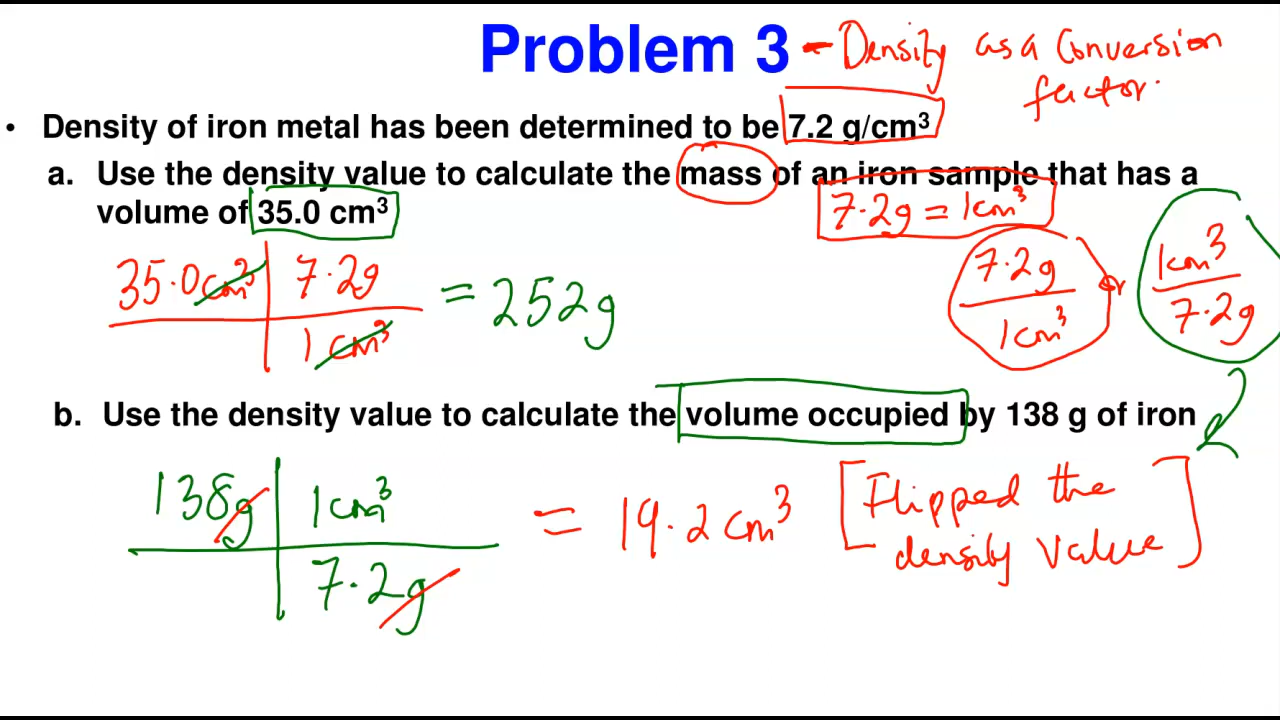 Problem 3 - Density as a Conversion
factor.
• Density of iron metal has been determined to be 7.2 g/cm³
a. Use the density value to calculate the mass of an iron sample that has a
volume of 35.0 cm³
7.2g = 1cm³
35.0cm³ | 7.2g
1cm³
= 252g
7.2g
1cm³
or
1cm³
7.2g
b. Use the density value to calculate the volume occupied by 138 g of iron
138g | 1cm³
7.2g
= 19.2cm³
[Flipped the
density value]